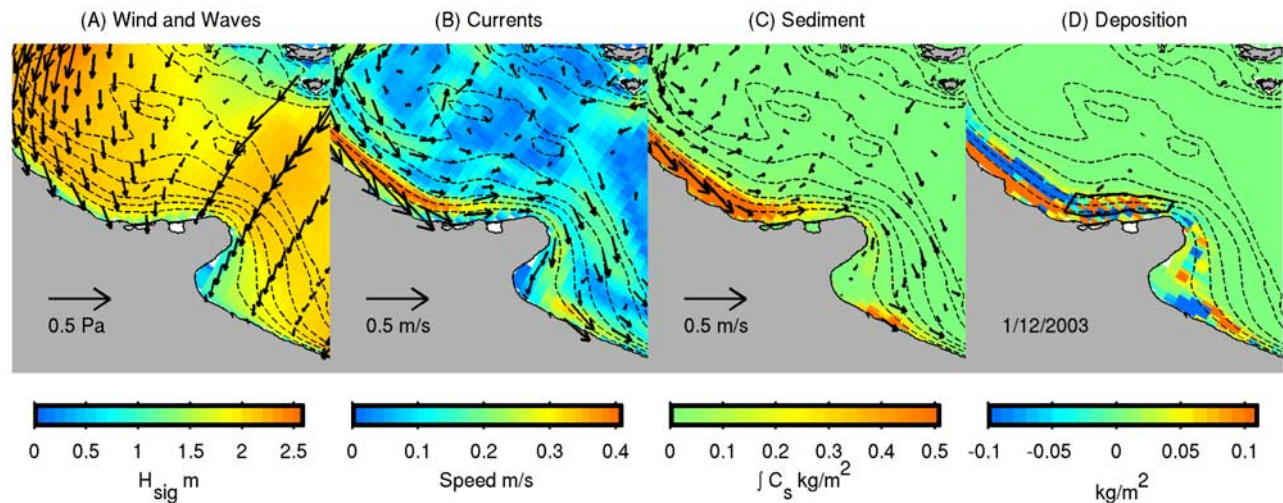 (A) Wind and Waves (B) Currents (C) Sediment (D) Deposition
0.5 Pa 0.5 m/s 0.5 m/s 1/12/2003
0 0.5 1 1.5 2 2.5 0 0.1 0.2 0.3 0.4 0 0.1 0.2 0.3 0.4 0.5 -0.1 -0.05 0 0.05 0.1
H_sig m Speed m/s ∫ C_s kg/m² kg/m²